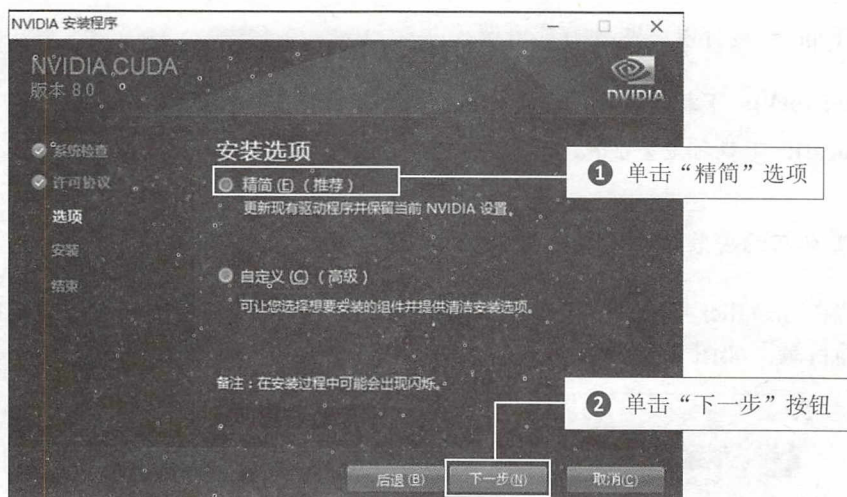 NVIDIA 安装程序
NVIDIA CUDA
版本 8.0
NVIDIA
系统检查
许可协议
选项
安装
结束
安装选项
精简 (E) (推荐)
更新现有驱动程序并保留当前 NVIDIA 设置。
自定义 (C) (高级)
可让您选择想要安装的组件并提供清洁安装选项。
备注：在安装过程中可能会出现闪烁。
后退 (B)
下一步(N)
取消(C)
1 单击“精简”选项
2 单击“下一步”按钮